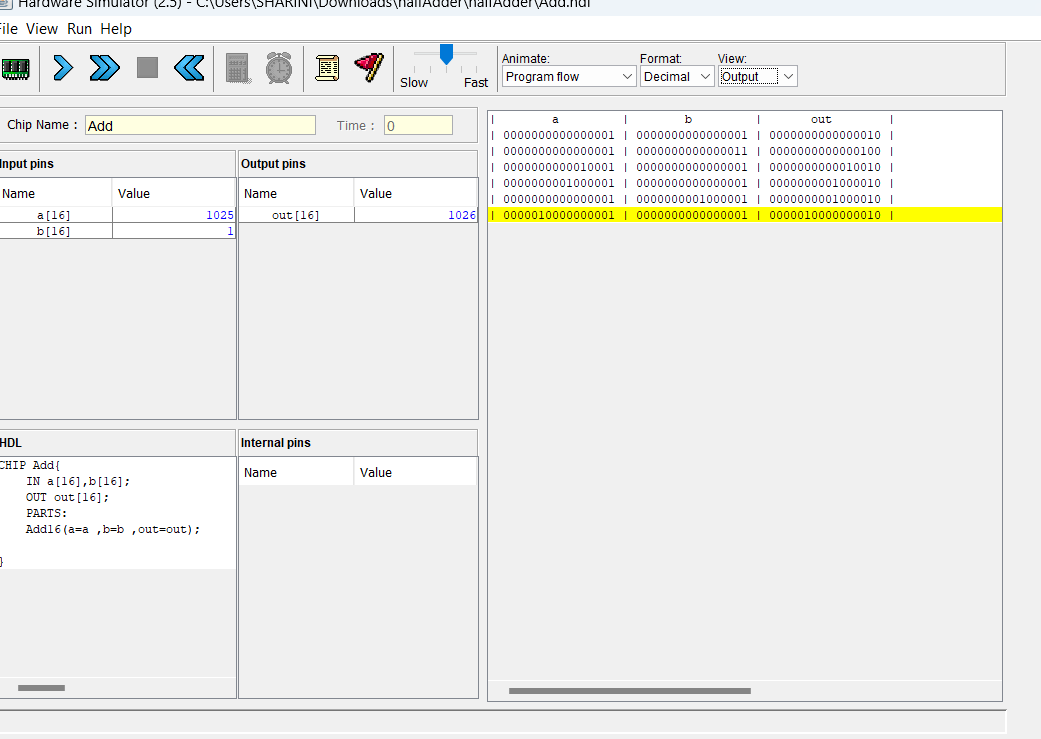 Hardware Simulator (2.5) - C:\Users\SHARINI\Downloads\halfAdder\halfAdder\Add.hdl
File View Run Help
Slow Fast
Animate: Format: View:
Program flow Decimal Output
Chip Name : Add Time : 0
Input pins
Name Value
a[16] 1025
b[16] 1
Output pins
Name Value
out[16] 1026
HDL
CHIP Add{
IN a[16],b[16];
OUT out[16];
PARTS:
Add16(a=a ,b=b ,out=out);
}
Internal pins
Name Value
| a | b | out |
| 0000000000000001 | 0000000000000001 | 0000000000000010 |
| 0000000000000001 | 0000000000000011 | 0000000000000100 |
| 0000000000010001 | 0000000000000001 | 0000000000010010 |
| 0000000001000001 | 0000000000000001 | 0000000001000010 |
| 0000000000000001 | 0000000001000001 | 0000000001000010 |
| 0000010000000001 | 0000000000000001 | 0000010000000010 |